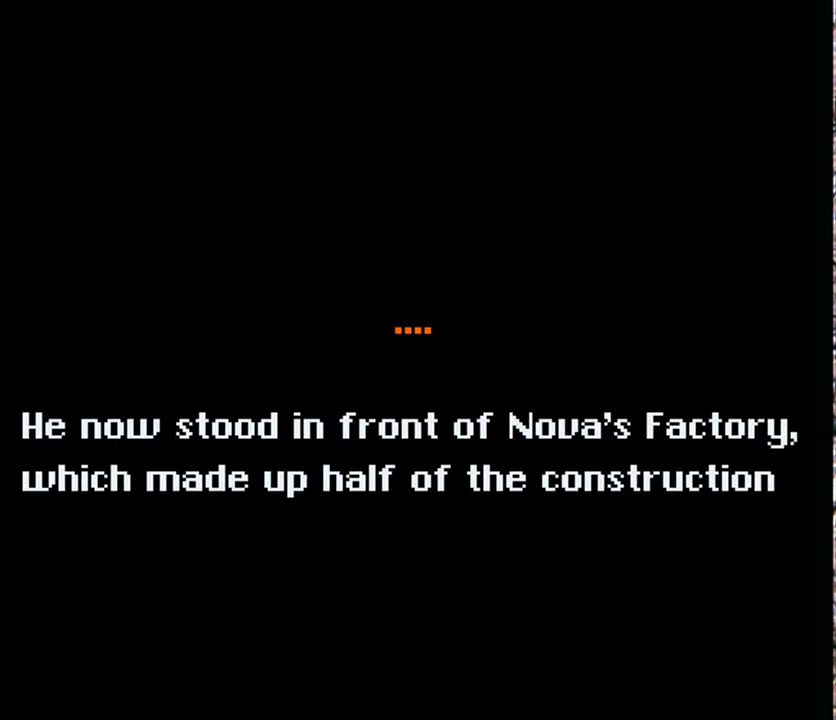 ....
He now stood in front of Nova's Factory,
which made up half of the construction